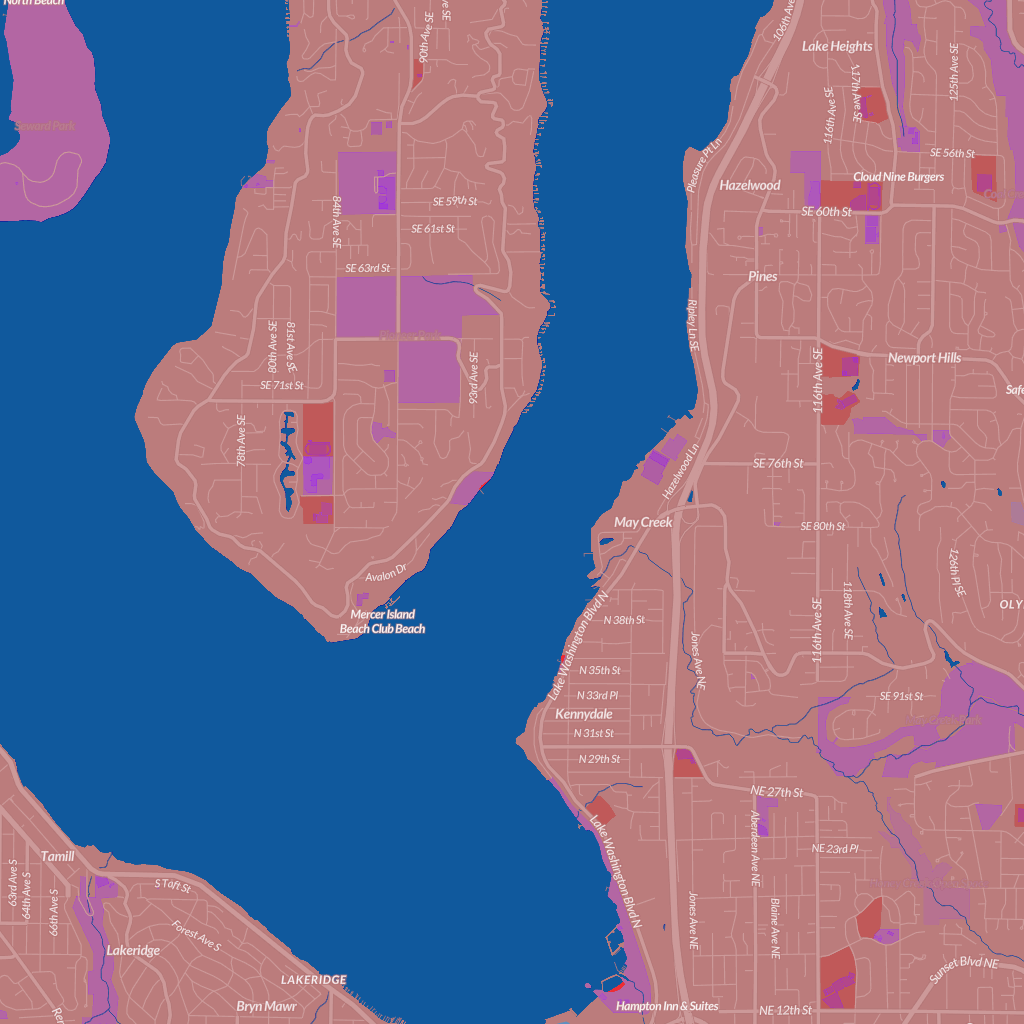 North Beach
90th Ave SE
ve SE
106th Ave
Lake Heights
117th Ave SE
116th Ave SE
125th Ave SE
Seward Park
Pleasure Pt Ln
SE 56th St
Cloud Nine Burgers
Hazelwood
SE 59th St
84th Ave SE
SE 60th St
SE 61st St
SE 63rd St
Pines
Ripley Ln SE
Pioneer Park
80th Ave SE
81st Ave SE
93rd Ave SE
116th Ave SE
Newport Hills
SE 71st St
Safe
78th Ave SE
Hazelwood Ln
SE 76th St
May Creek
SE 80th St
126th Pl SE
Avalon Dr
Mercer Island
Beach Club Beach
Lake Washington Blvd N
N 38th St
116th Ave SE
118th Ave SE
OLY
Jones Ave NE
N 35th St
N 33rd Pl
SE 91st St
Kennydale
N 31st St
N 29th St
NE 27th St
Lake Washington Blvd N
Aberdeen Ave NE
NE 23rd Pl
Tamill
63rd Ave S
64th Ave S
66th Ave S
S Taft St
Forest Ave S
Jones Ave NE
Blaine Ave NE
Lakeridge
LAKERIDGE
Sunset Blvd NE
Bryn Mawr
Hampton Inn & Suites
NE 12th St
Ren